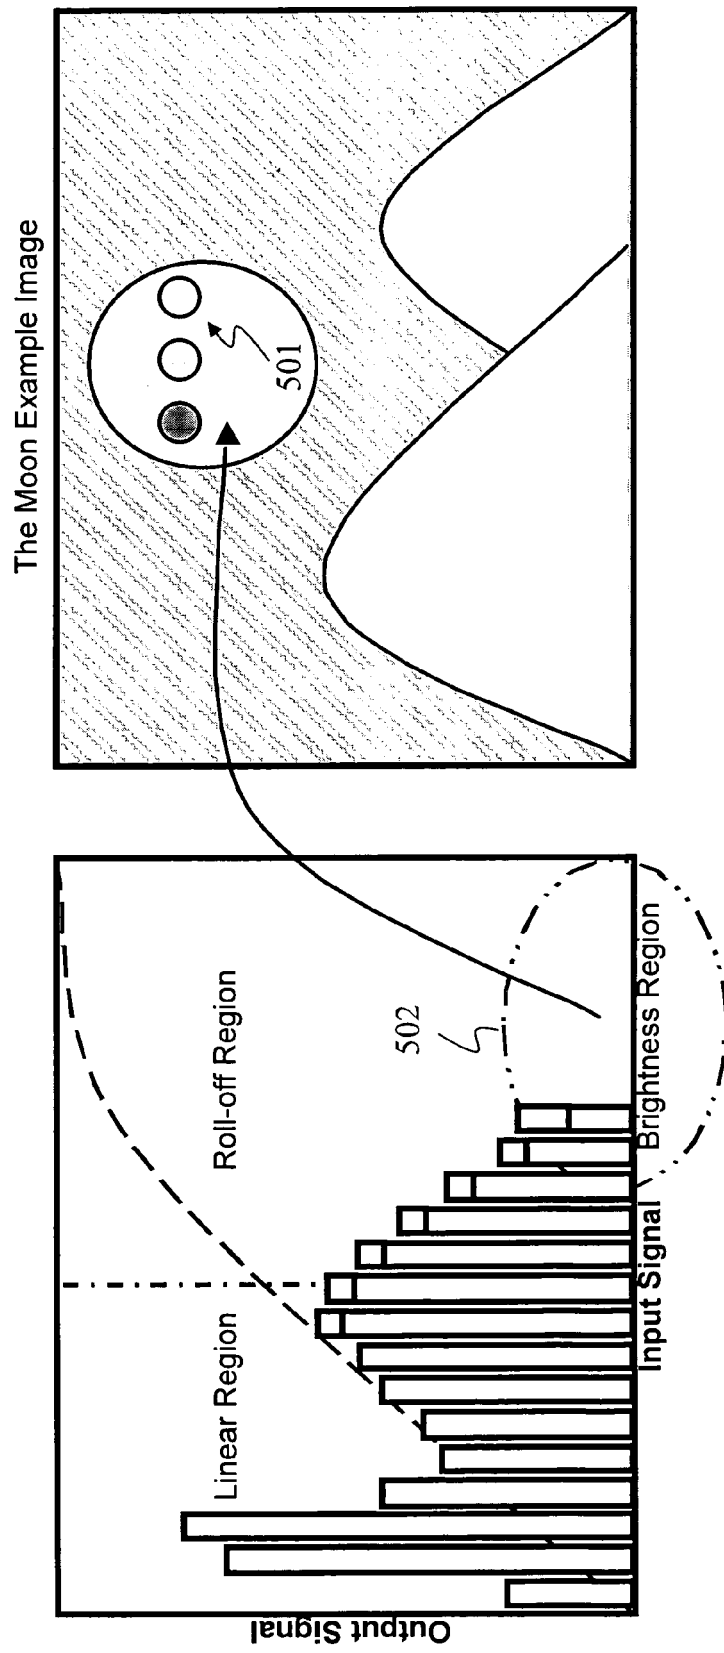 The Moon Example Image
501
Linear Region
Roll-off Region
502
Brightness Region
Input Signal
Output Signal